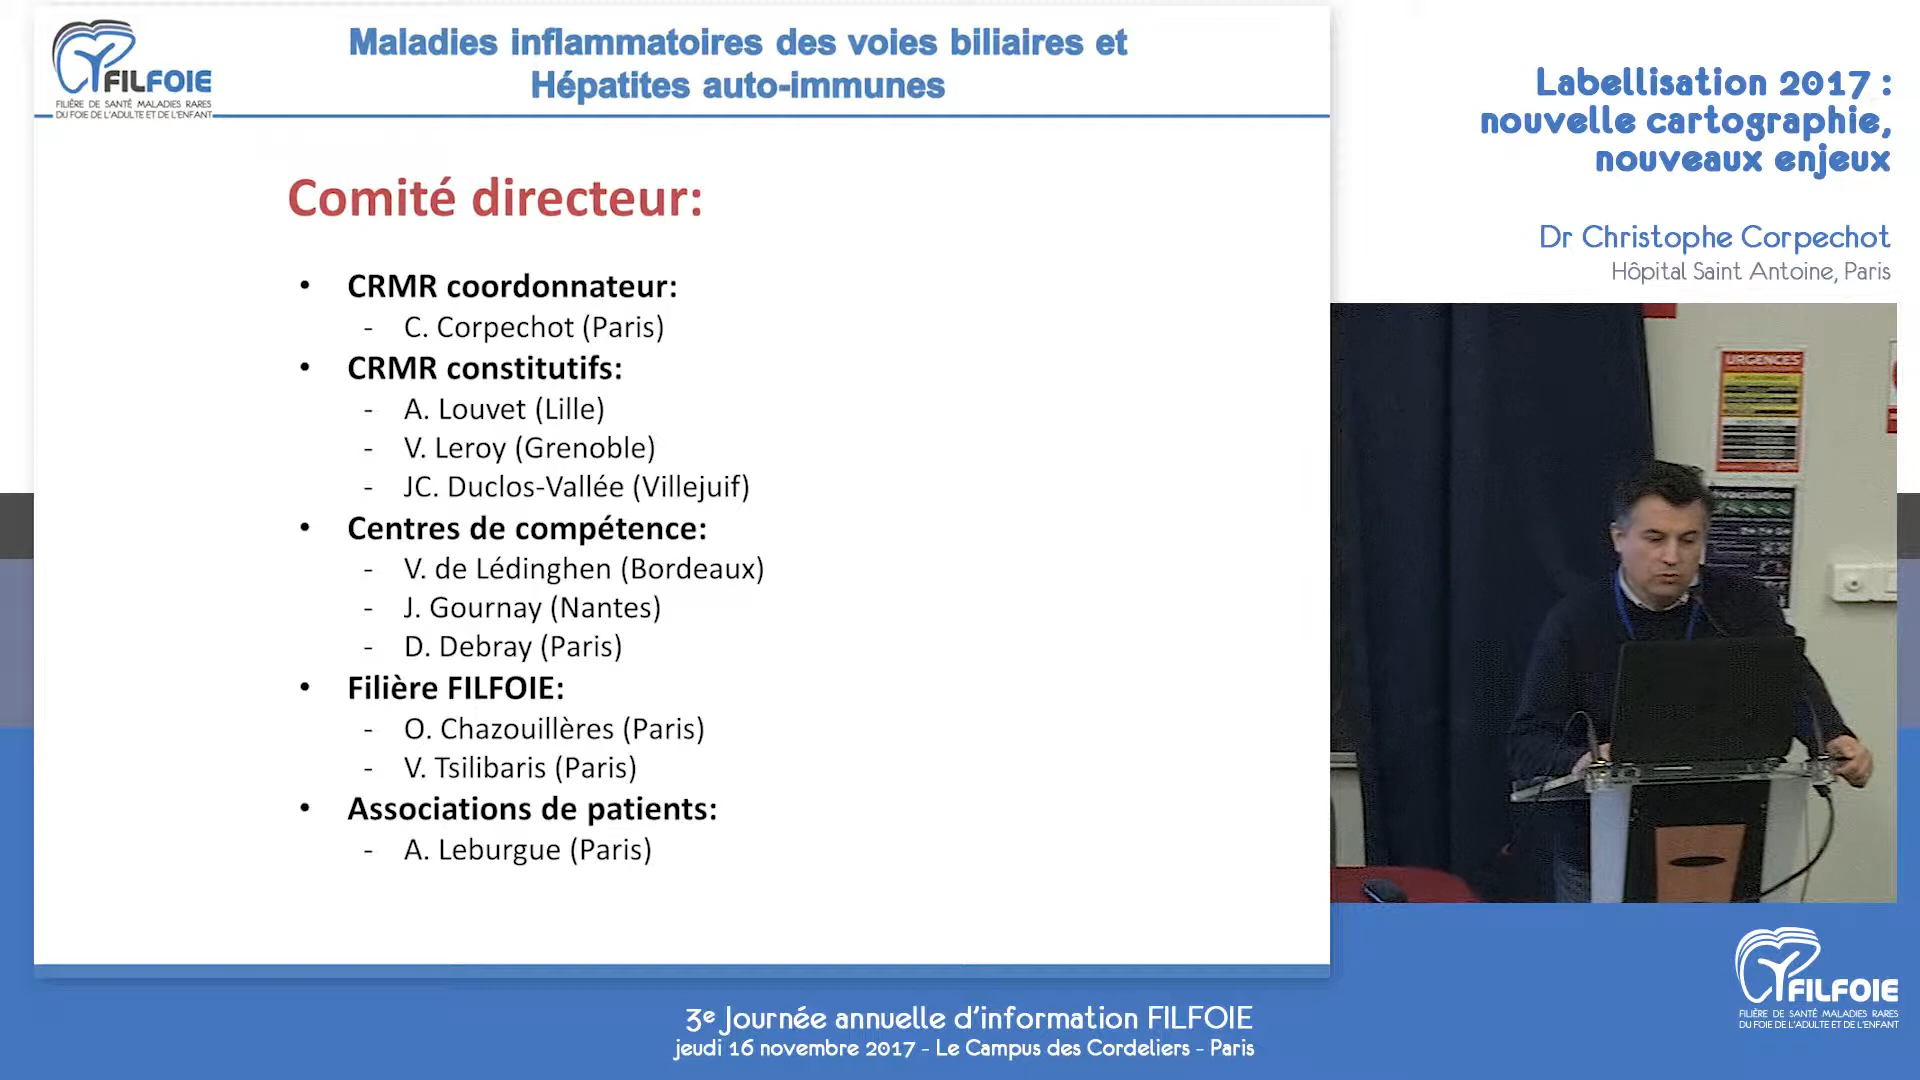 FILFOIE
FILIÈRE DE SANTÉ MALADIES RARES
DU FOIE DE L'ADULTE ET DE L'ENFANT
Maladies inflammatoires des voies biliaires et
Hépatites auto-immunes
Comité directeur:
• CRMR coordonnateur:
- C. Corpechot (Paris)
• CRMR constitutifs:
- A. Louvet (Lille)
- V. Leroy (Grenoble)
- JC. Duclos-Vallée (Villejuif)
• Centres de compétence:
- V. de Lédinghen (Bordeaux)
- J. Gournay (Nantes)
- D. Debray (Paris)
• Filière FILFOIE:
- O. Chazouillères (Paris)
- V. Tsilibaris (Paris)
• Associations de patients:
- A. Leburgue (Paris)
Labellisation 2017 :
nouvelle cartographie,
nouveaux enjeux
Dr Christophe Corpechot
Hôpital Saint Antoine, Paris
URGENCES
évacuation
FILFOIE
FILIÈRE DE SANTÉ MALADIES RARES
DU FOIE DE L'ADULTE ET DE L'ENFANT
3e Journée annuelle d'information FILFOIE
jeudi 16 novembre 2017 - Le Campus des Cordeliers - Paris